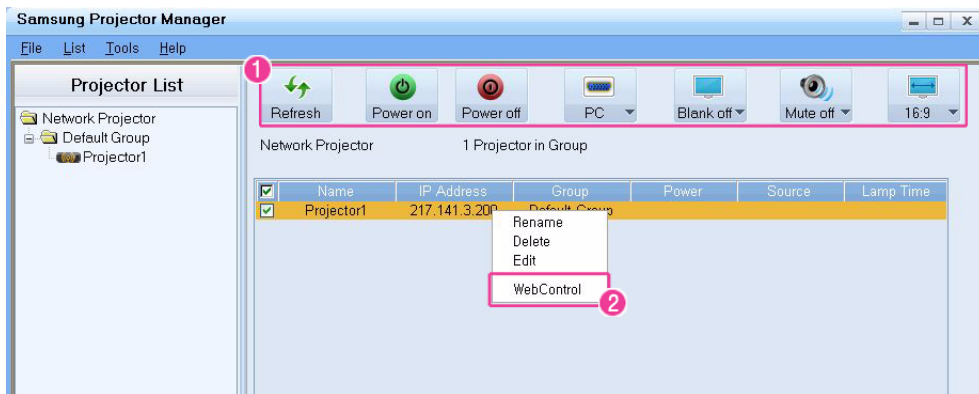 Samsung Projector Manager
File List Tools Help
1
Projector List
Refresh Power on Power off PC Blank off Mute off 16:9
Network Projector
Default Group
Projector1
Network Projector 1 Projector in Group
Name IP Address Group Power Source Lamp Time
Projector1 217.141.3.200 Default Group
Rename
Delete
Edit
WebControl
2